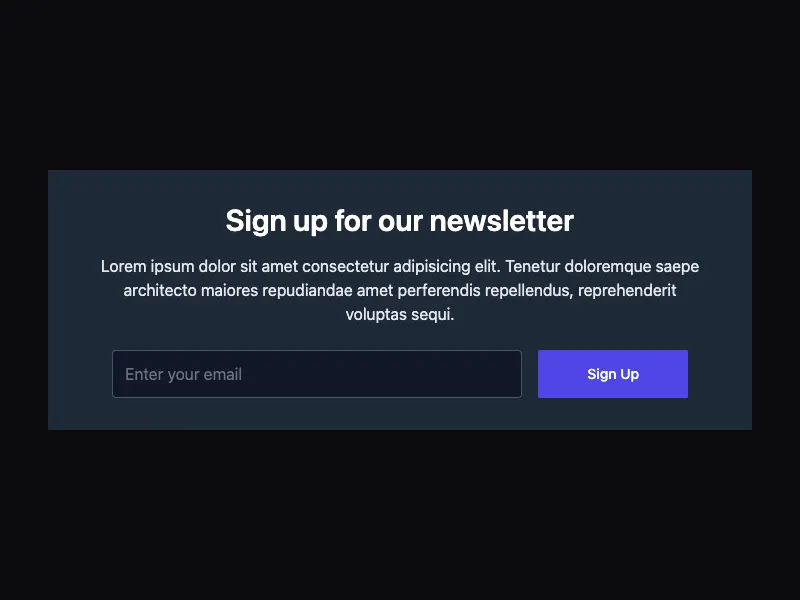 Sign up for our newsletter
Lorem ipsum dolor sit amet consectetur adipisicing elit. Tenetur doloremque saepe
architecto maiores repudiandae amet perferendis repellendus, reprehenderit
voluptas sequi.
Enter your email
Sign Up